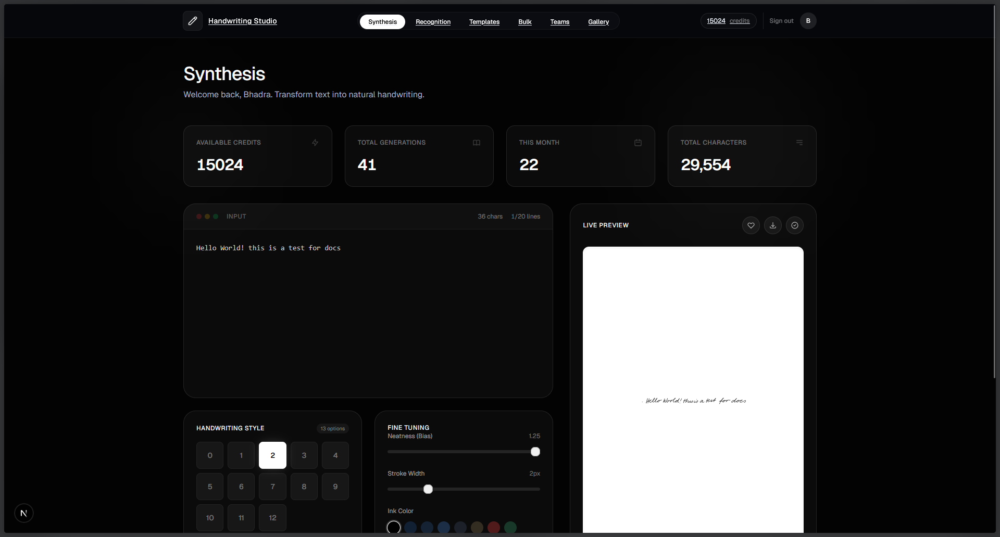 Handwriting Studio
Synthesis Recognition Templates Bulk Teams Gallery
15024 credits Sign out B
Synthesis
Welcome back, Bhadra. Transform text into natural handwriting.
AVAILABLE CREDITS
15024
TOTAL GENERATIONS
41
THIS MONTH
22
TOTAL CHARACTERS
29,554
INPUT 36 chars 1/20 lines
Hello World! this is a test for docs
LIVE PREVIEW
Hello World! this is a test for docs
HANDWRITING STYLE 13 options
0 1 2 3 4
5 6 7 8 9
10 11 12
FINE TUNING
Neatness (Bias) 1.25
Stroke Width 2px
Ink Color
N